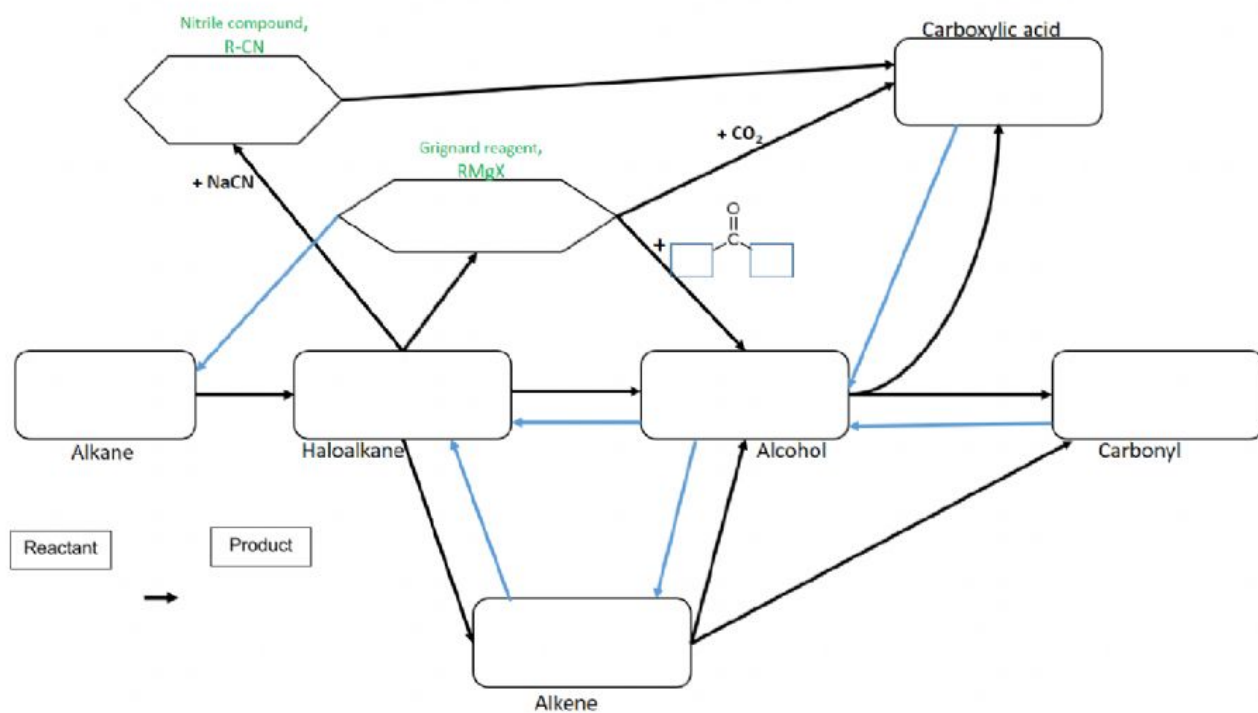 Nitrile compound,
R-CN
Carboxylic acid
+ CO₂
Grignard reagent,
RMgX
+ NaCN
O
C
+
Alkane
Haloalkane
Alcohol
Carbonyl
Reactant
Product
Alkene